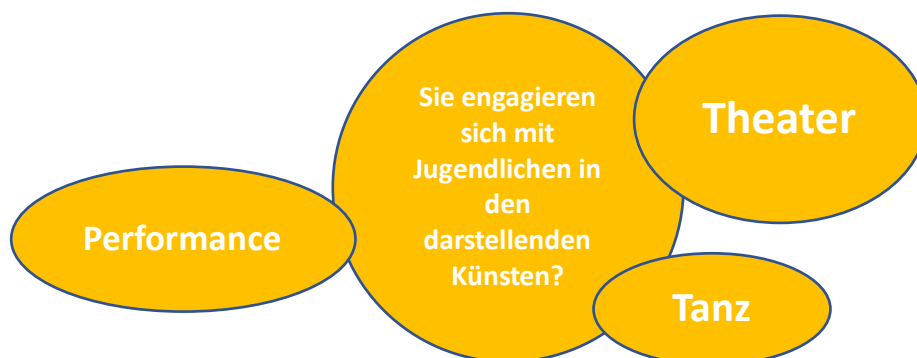 Sie engagieren
sich mit
Jugendlichen in
den
darstellenden
Künsten?
Theater
Performance
Tanz